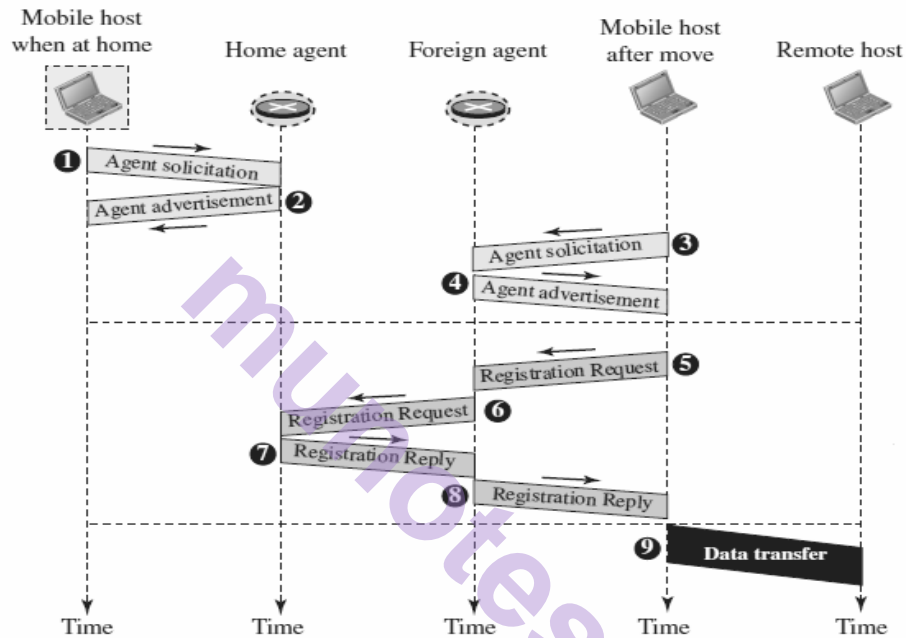 Mobile host
when at home
Home agent
Foreign agent
Mobile host
after move
Remote host
1 Agent solicitation
Agent advertisement 2
Agent solicitation 3
4 Agent advertisement
Registration Request 5
Registration Request 6
7 Registration Reply
8 Registration Reply
9 Data transfer
Time Time Time Time Time
munotes